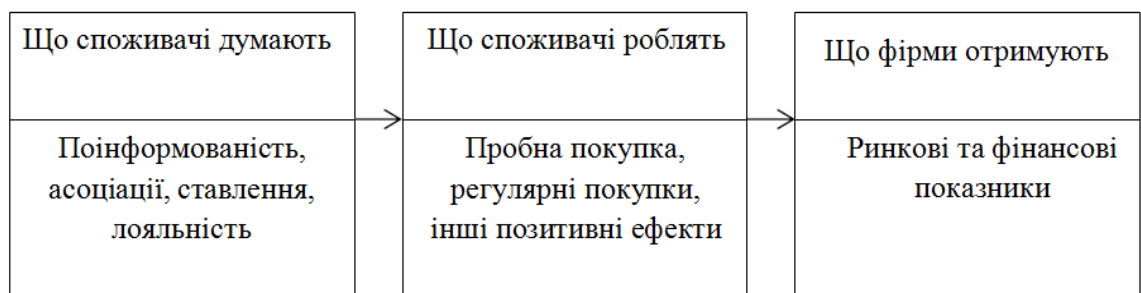 Що споживачі думають
Поінформованість,
асоціації, ставлення,
лояльність
Що споживачі роблять
Пробна покупка,
регулярні покупки,
інші позитивні ефекти
Що фірми отримують
Ринкові та фінансові
показники